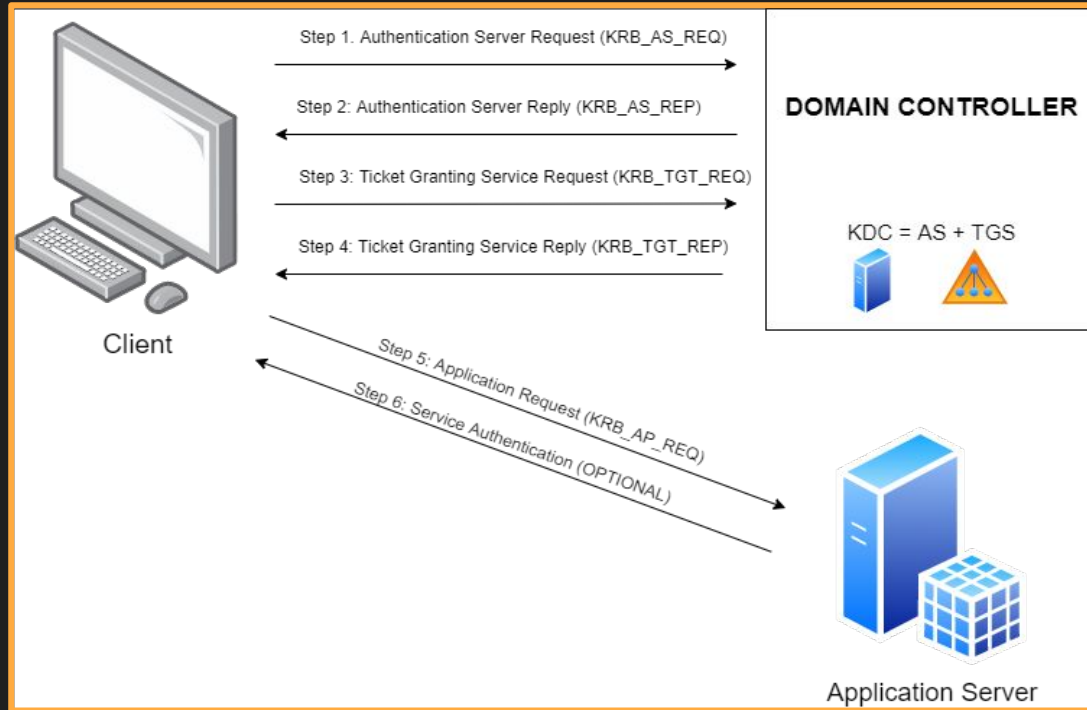 Step 1. Authentication Server Request (KRB_AS_REQ)
Step 2: Authentication Server Reply (KRB_AS_REP)
DOMAIN CONTROLLER
Step 3: Ticket Granting Service Request (KRB_TGT_REQ)
Step 4: Ticket Granting Service Reply (KRB_TGT_REP)
KDC = AS + TGS
Client
Step 5: Application Request (KRB_AP_REQ)
Step 6: Service Authentication (OPTIONAL)
Application Server